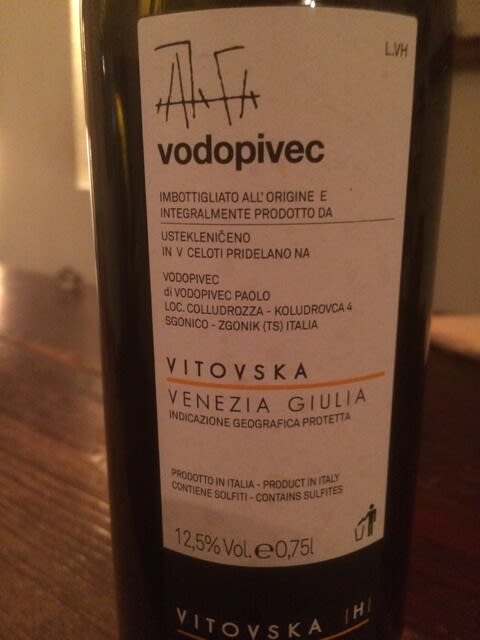 L.VH
vodopivec
IMBOTTIGLIATO ALL' ORIGINE E
INTEGRALMENTE PRODOTTO DA
USTEKLENIČENO
IN V CELOTI PRIDELANO NA
VODOPIVEC
di VODOPIVEC PAOLO
LOC. COLLUDROZZA - KOLUDROVCA 4
SGONICO - ZGONIK (TS) ITALIA
VITOVSKA
VENEZIA GIULIA
INDICAZIONE GEOGRAFICA PROTETTA
PRODOTTO IN ITALIA - PRODUCT IN ITALY
CONTIENE SOLFITI - CONTAINS SULFITES
12,5% Vol. e 0,75l
VITOVSKA |H|